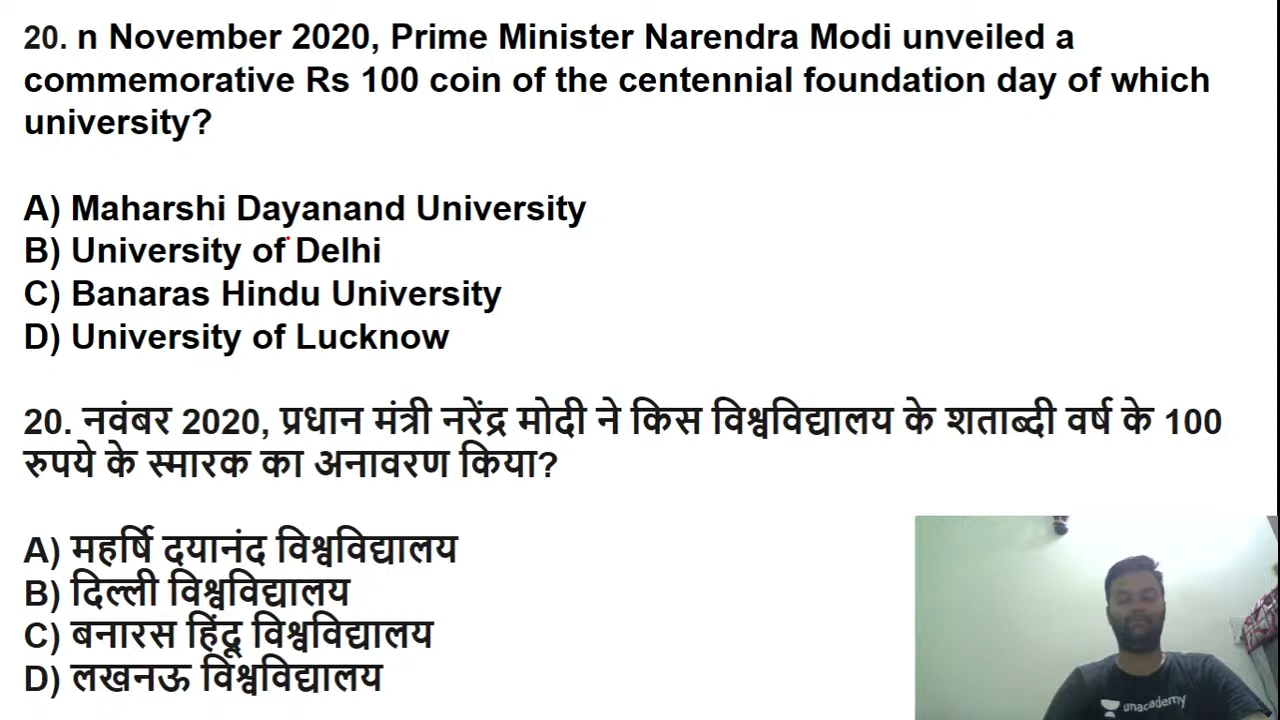 20. n November 2020, Prime Minister Narendra Modi unveiled a
commemorative Rs 100 coin of the centennial foundation day of which
university?
A) Maharshi Dayanand University
B) University of Delhi
C) Banaras Hindu University
D) University of Lucknow
20. नवंबर 2020, प्रधान मंत्री नरेंद्र मोदी ने किस विश्वविद्यालय के शताब्दी वर्ष के 100
रुपये के स्मारक का अनावरण किया?
A) महर्षि दयानंद विश्वविद्यालय
B) दिल्ली विश्वविद्यालय
C) बनारस हिंदू विश्वविद्यालय
D) लखनऊ विश्वविद्यालय
unacademy